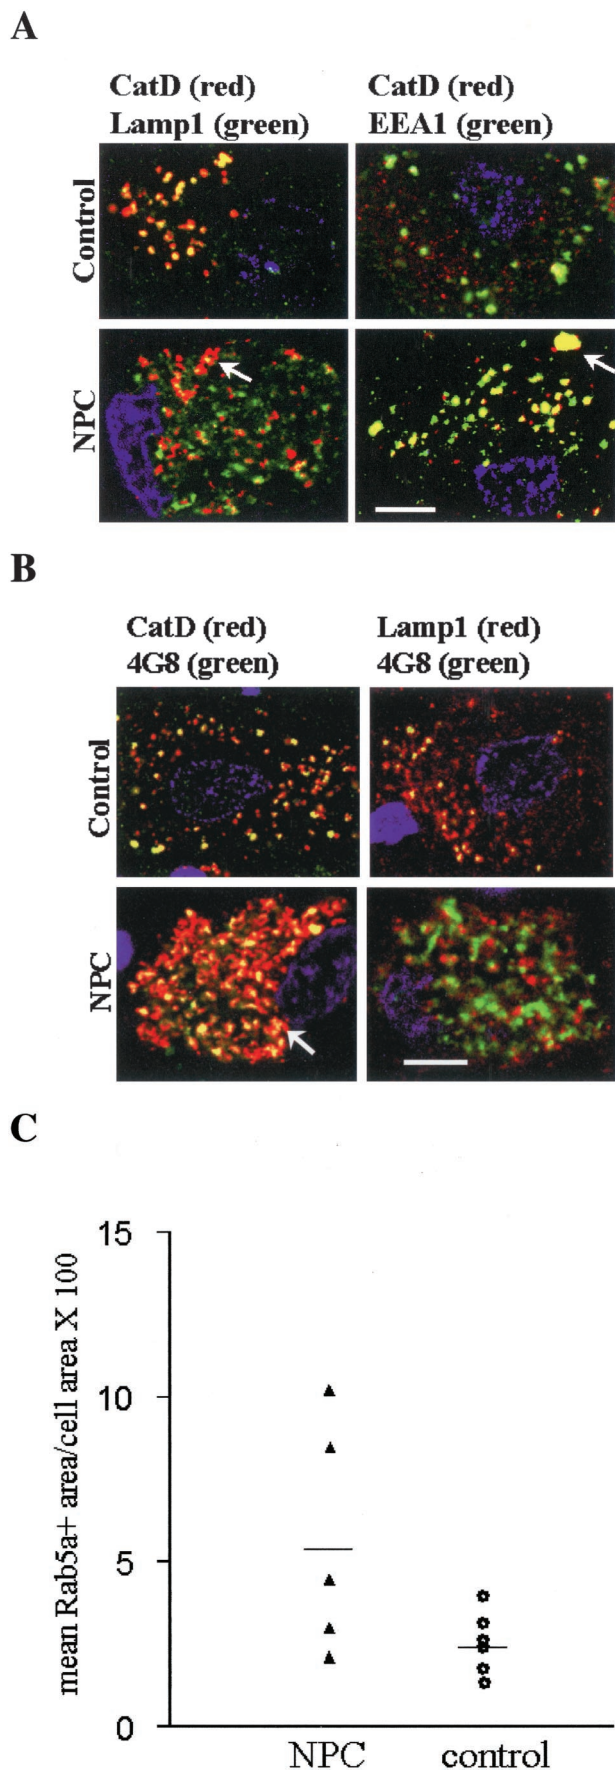 A
CatD (red)
Lamp1 (green)
CatD (red)
EEA1 (green)
Control
NPC
B
CatD (red)
4G8 (green)
Lamp1 (red)
4G8 (green)
Control
NPC
C
mean Rab5a+ area/cell area X 100
15
10
5
0
NPC
control